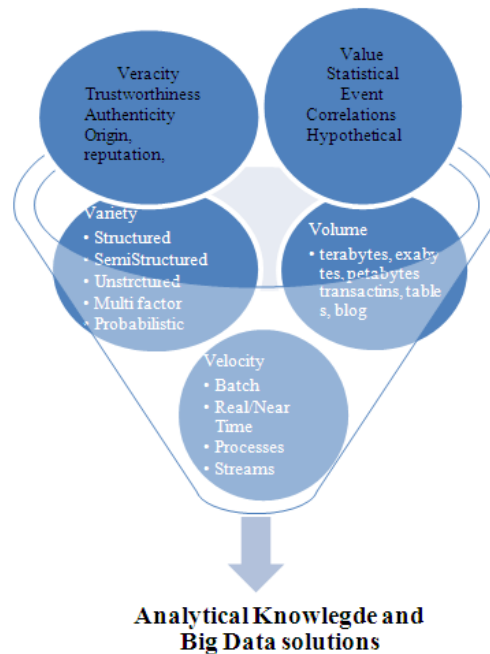 Veracity
Trustworthiness
Authenticity
Origin,
reputation,
Value
Statistical
Event
Correlations
Hypothetical
Variety
• Structured
• SemiStructured
• Unstrctured
• Multi factor
• Probabilistic
Volume
• terabytes, exaby
tes, petabytes
transactins, table
s, blog
Velocity
• Batch
• Real/Near
Time
• Processes
• Streams
Analytical Knowlegde and
Big Data solutions